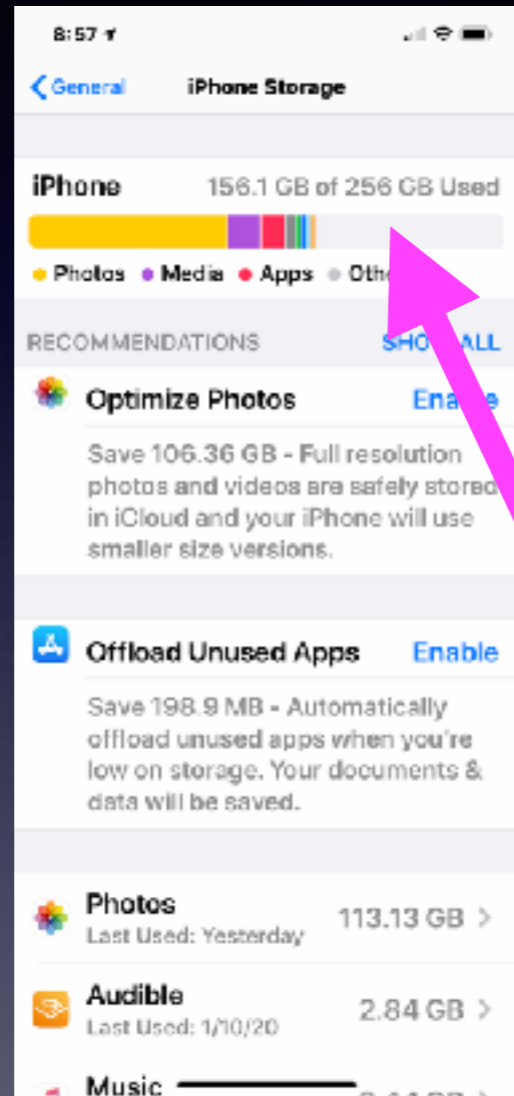 8:57
General
iPhone Storage
iPhone
156.1 GB of 256 GB Used
Photos
Media
Apps
RECOMMENDATIONS
Optimize Photos
Save 106.36 GB - Full resolution
photos and videos are safely stored
in iCloud and your iPhone will use
smaller size versions.
Offload Unused Apps
Enable
Save 198.9 MB - Automatically
offload unused apps when you're
low on storage. Your documents &
data will be saved.
Photos
113.13 GB
Last Used: Yesterday
Audible
2.84 GB
Last Used: 1/10/20
Music